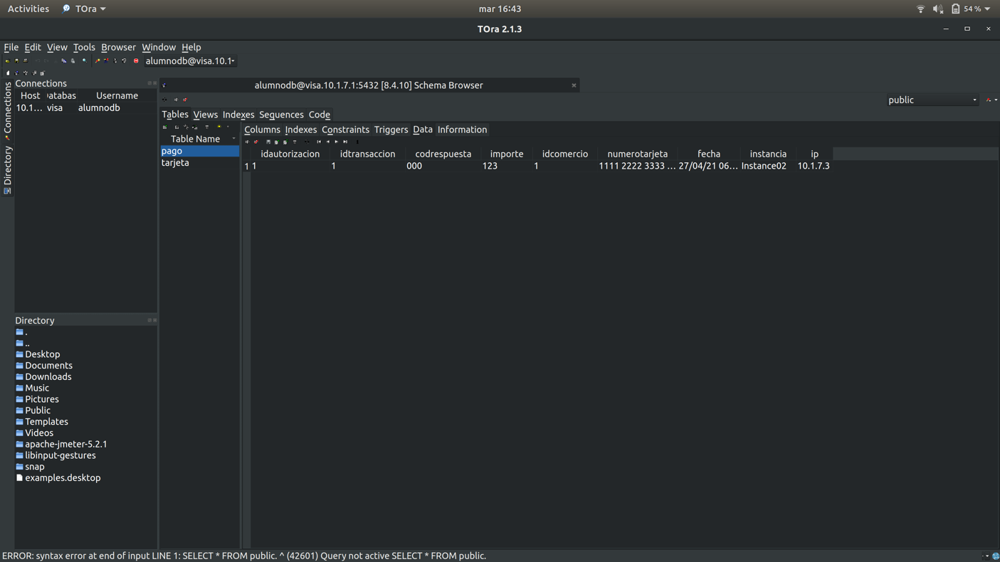 Activities TOra mar 16:43 54 %
TOra 2.1.3
File Edit View Tools Browser Window Help
alumnodb@visa.10.1
Connections
Host Username
10.1... visa alumnodb
Connections
Directory
alumnodb@visa.10.1.7.1:5432 [8.4.10] Schema Browser
public
Tables Views Indexes Sequences Code
Table Name
pago
tarjeta
Columns Indexes Constraints Triggers Data Information
idautorizacion idtransaccion codrespuesta importe idcomercio numerotarjeta fecha instancia ip
1 1 1 000 123 1 1111 2222 3333 ... 27/04/21 06... Instance02 10.1.7.3
Directory
.
..
Desktop
Documents
Downloads
Music
Pictures
Public
Templates
Videos
apache-jmeter-5.2.1
libinput-gestures
snap
examples.desktop
ERROR: syntax error at end of input LINE 1: SELECT * FROM public. ^ (42601) Query not active SELECT * FROM public.